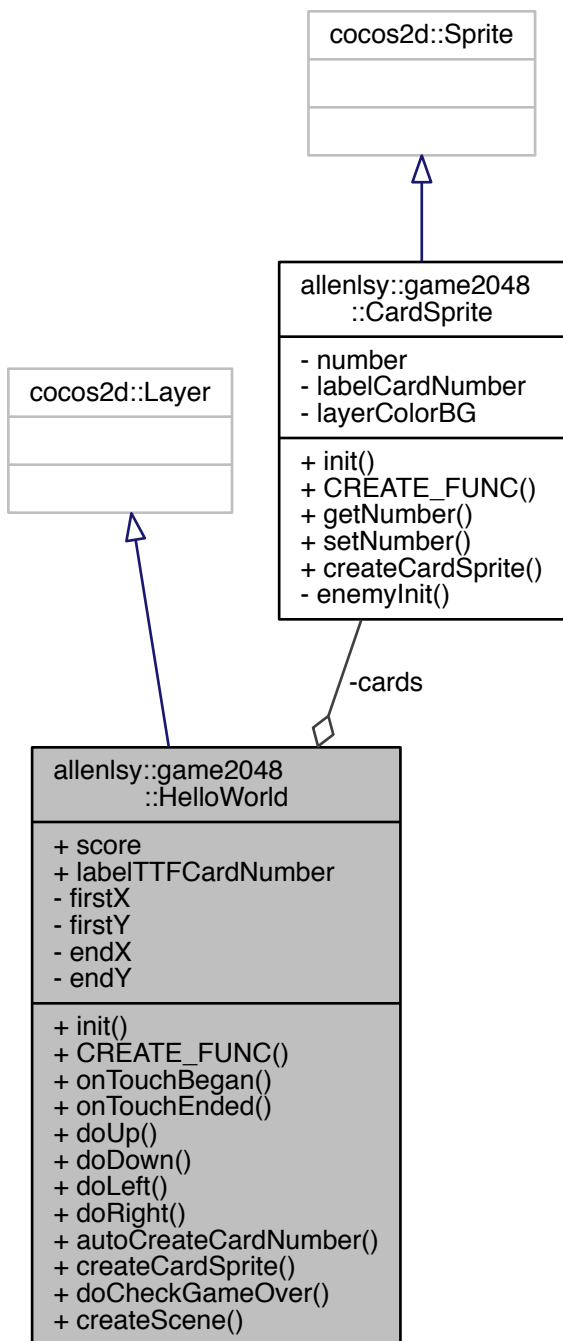 cocos2d::Sprite
allenlsy::game2048
::CardSprite
- number
- labelCardNumber
- layerColorBG
+ init()
+ CREATE_FUNC()
+ getNumber()
+ setNumber()
+ createCardSprite()
- enemyInit()
cocos2d::Layer
-cards
allenlsy::game2048
::HelloWorld
+ score
+ labelTTFCardNumber
- firstX
- firstY
- endX
- endY
+ init()
+ CREATE_FUNC()
+ onTouchBegan()
+ onTouchEnded()
+ doUp()
+ doDown()
+ doLeft()
+ doRight()
+ autoCreateCardNumber()
+ createCardSprite()
+ doCheckGameOver()
+ createScene()